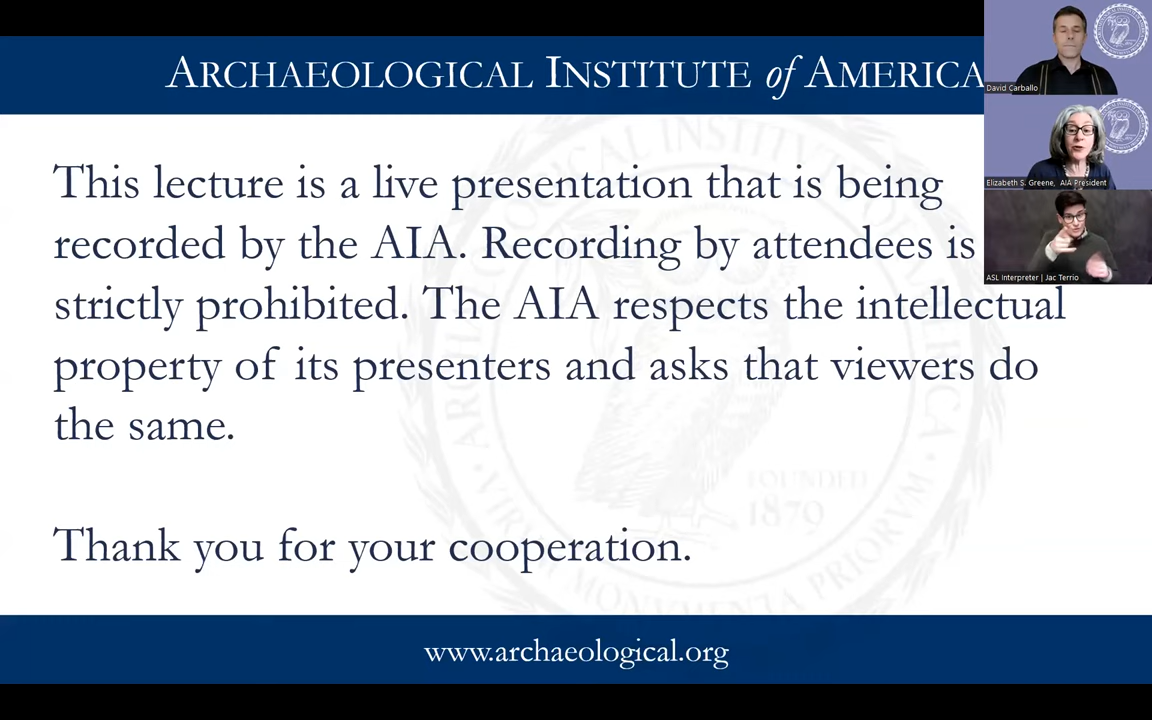 ARCHAEOLOGICAL INSTITUTE of AMERICA
David Carballo
Elizabeth S. Greene, AIA President
ASL Interpreter | Jac Terrio
This lecture is a live presentation that is being
recorded by the AIA. Recording by attendees is
strictly prohibited. The AIA respects the intellectual
property of its presenters and asks that viewers do
the same.
FOUNDED
1879
Thank you for your cooperation.
www.archaeological.org